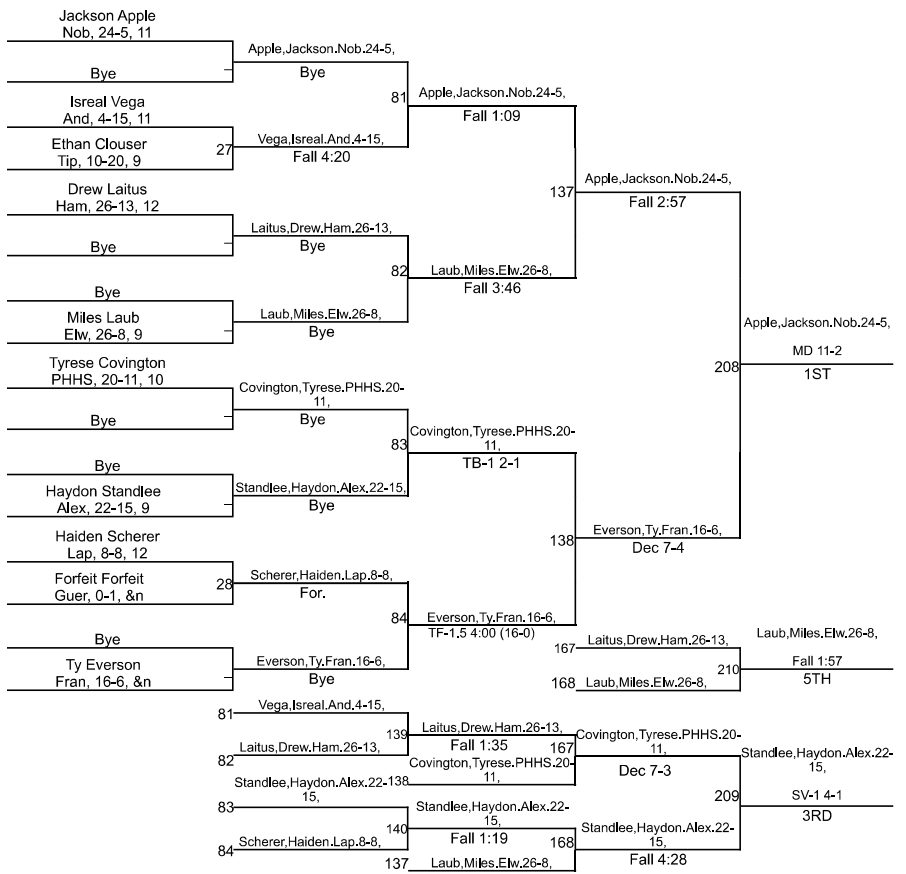 Jackson Apple
Nob, 24-5, 11
Bye
Apple,Jackson.Nob.24-5,
Bye
Isreal Vega
And, 4-15, 11
Ethan Clouser
Tip, 10-20, 9
27
Vega,Isreal.And.4-15,
Fall 4:20
81
Apple,Jackson.Nob.24-5,
Fall 1:09
Drew Laitus
Ham, 26-13, 12
Bye
Laitus,Drew.Ham.26-13,
Bye
Bye
Miles Laub
Elw, 26-8, 9
Laub,Miles.Elw.26-8,
Bye
82
Laub,Miles.Elw.26-8,
Fall 3:46
137
Apple,Jackson.Nob.24-5,
Fall 2:57
Tyrese Covington
PHHS, 20-11, 10
Bye
Covington,Tyrese.PHHS.20-
11,
Bye
Bye
Haydon Standlee
Alex, 22-15, 9
Standlee,Haydon.Alex.22-15,
Bye
83
Covington,Tyrese.PHHS.20-
11,
TB-1 2-1
Haiden Scherer
Lap, 8-8, 12
Forfeit Forfeit
Guer, 0-1, &n
28
Scherer,Haiden.Lap.8-8,
For.
Bye
Ty Everson
Fran, 16-6, &n
Everson,Ty.Fran.16-6,
Bye
84
Everson,Ty.Fran.16-6,
TF-1.5 4:00 (16-0)
138
Everson,Ty.Fran.16-6,
Dec 7-4
208
Apple,Jackson.Nob.24-5,
MD 11-2
1ST
167
Laitus,Drew.Ham.26-13,
168
Laub,Miles.Elw.26-8,
210
Laub,Miles.Elw.26-8,
Fall 1:57
5TH
81
Vega,Isreal.And.4-15,
82
Laitus,Drew.Ham.26-13,
139
Laitus,Drew.Ham.26-13,
Fall 1:35
138
Covington,Tyrese.PHHS.20-
11,
167
Covington,Tyrese.PHHS.20-
11,
Dec 7-3
83
Standlee,Haydon.Alex.22-
15,
84
Scherer,Haiden.Lap.8-8,
140
Standlee,Haydon.Alex.22-
15,
Fall 1:19
137
Laub,Miles.Elw.26-8,
168
Standlee,Haydon.Alex.22-
15,
Fall 4:28
209
Standlee,Haydon.Alex.22-
15,
SV-1 4-1
3RD